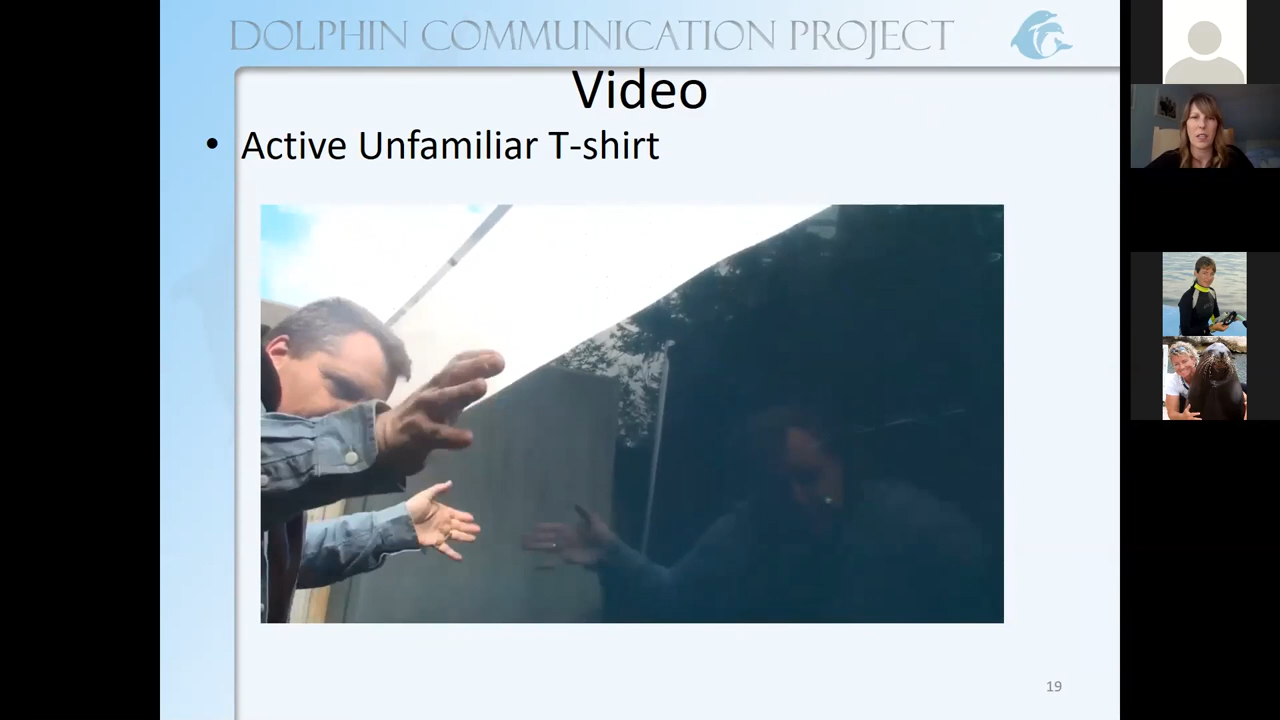 DOLPHIN COMMUNICATION PROJECT
Video
• Active Unfamiliar T-shirt
19